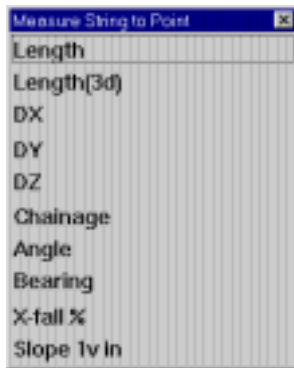 Measure String to Point
Length
Length(3d)
DX
DY
DZ
Chainage
Angle
Bearing
X-fall %
Slope 1v in